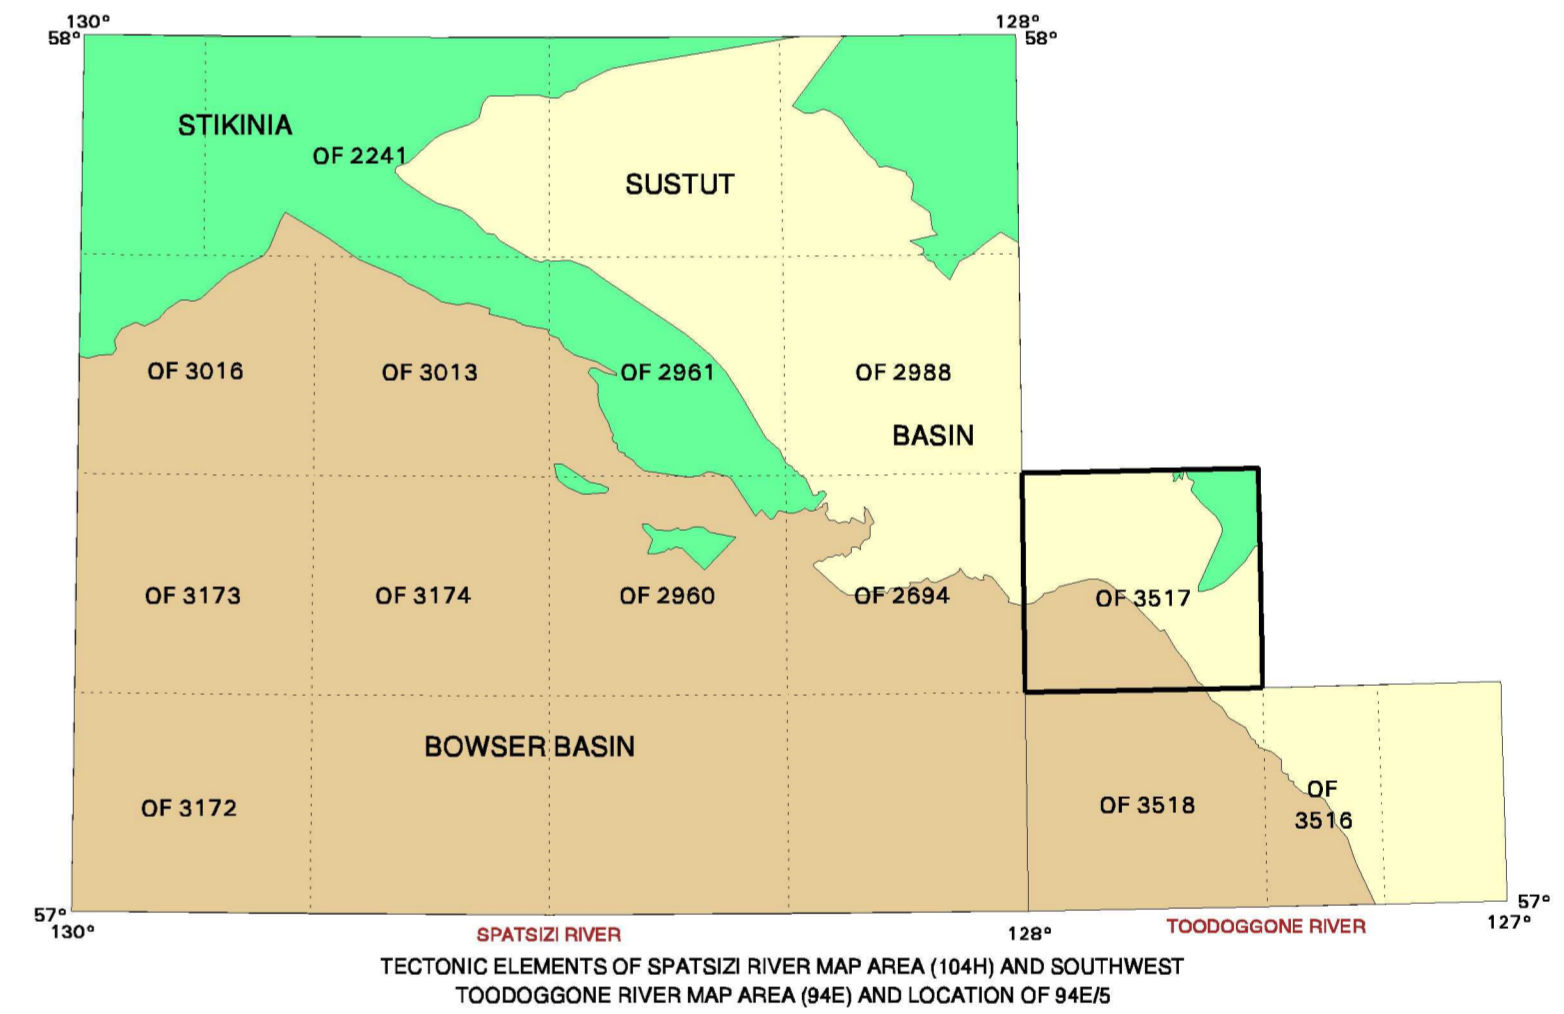 130°
128°
58°
58°
STIKINIA
OF 2241
SUSTUT
OF 3016
OF 3013
OF 2961
OF 2988
BASIN
OF 3173
OF 3174
OF 2960
OF 2694
OF 3517
BOWSER BASIN
OF 3172
OF 3518
OF
3516
57°
57°
130°
SPATSIZI RIVER
128°
TOODOGGONE RIVER
127°
TECTONIC ELEMENTS OF SPATSIZI RIVER MAP AREA (104H) AND SOUTHWEST
TOODOGGONE RIVER MAP AREA (94E) AND LOCATION OF 94E/5